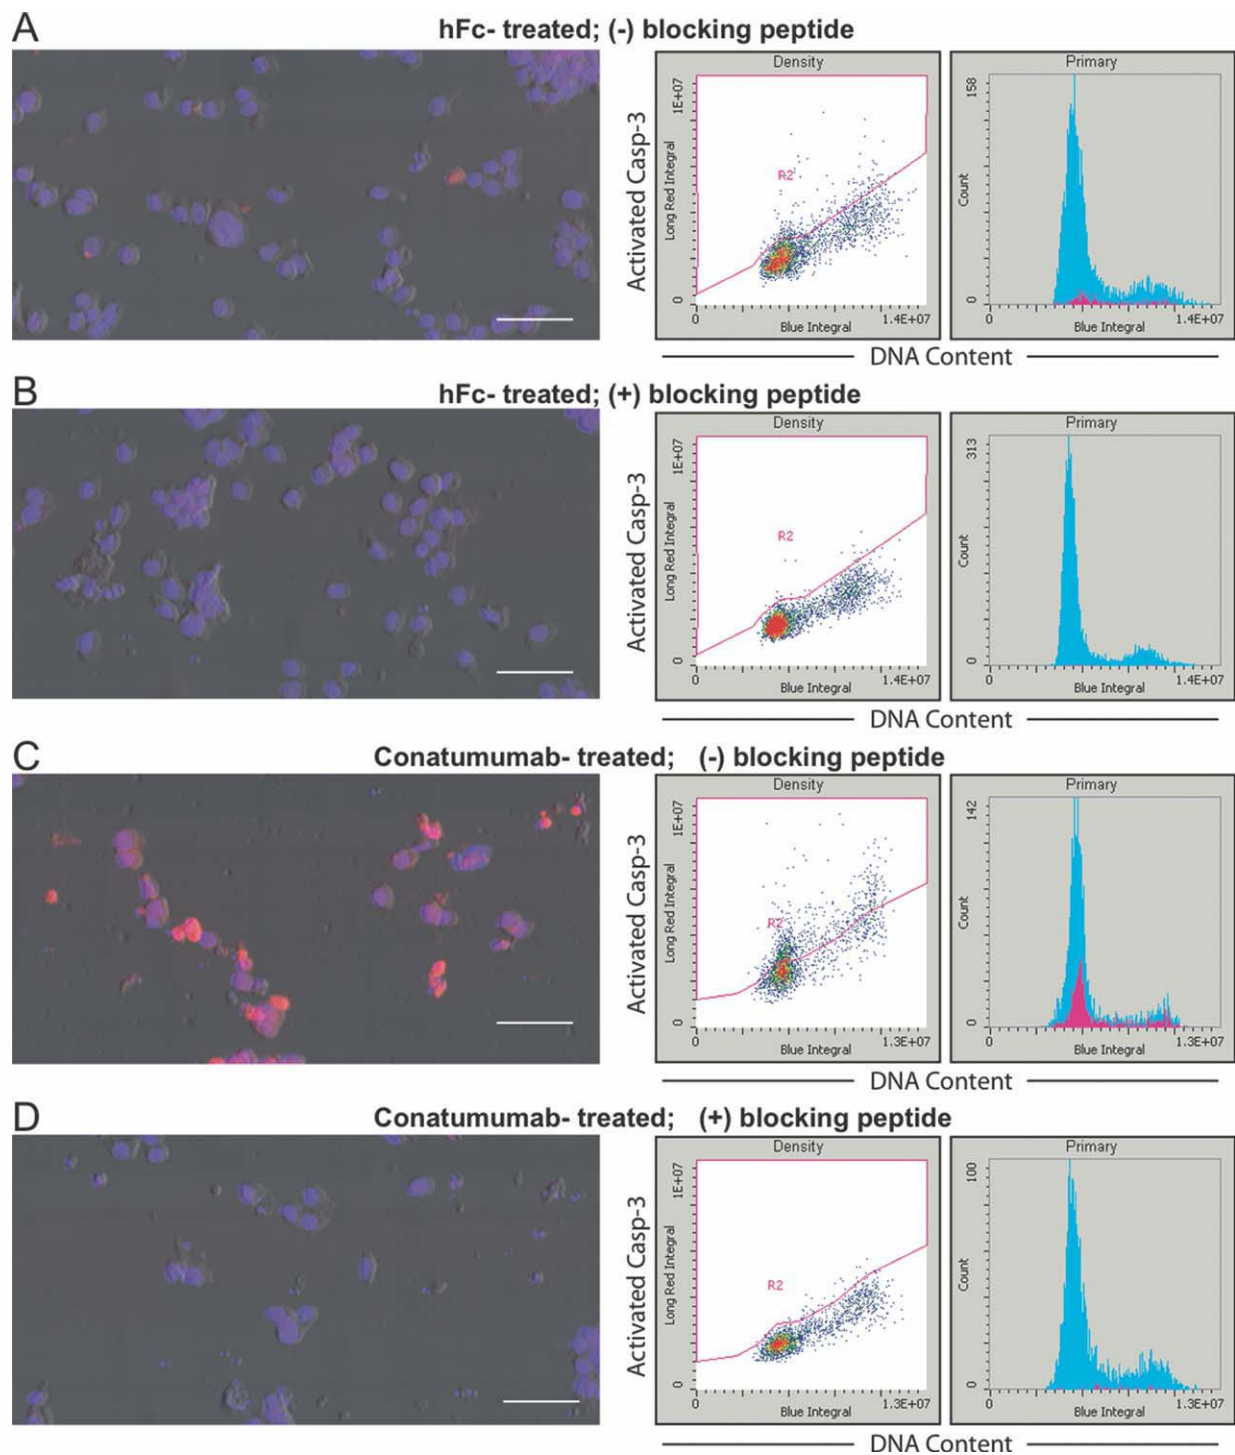 A
hFc- treated; (-) blocking peptide
Density
Activated Casp-3
Long Red Integral
1E+07
0
R2
0
Blue Integral
1.4E+07
Primary
Count
158
0
0
Blue Integral
1.4E+07
DNA Content
B
hFc- treated; (+) blocking peptide
Density
Activated Casp-3
Long Red Integral
1E+07
0
R2
0
Blue Integral
1.4E+07
Primary
Count
313
0
0
Blue Integral
1.4E+07
DNA Content
C
Conatumumab- treated; (-) blocking peptide
Density
Activated Casp-3
Long Red Integral
1E+07
0
R2
0
Blue Integral
1.3E+07
Primary
Count
142
0
0
Blue Integral
1.3E+07
DNA Content
D
Conatumumab- treated; (+) blocking peptide
Density
Activated Casp-3
Long Red Integral
1E+07
0
R2
0
Blue Integral
1.3E+07
Primary
Count
100
0
0
Blue Integral
1.3E+07
DNA Content